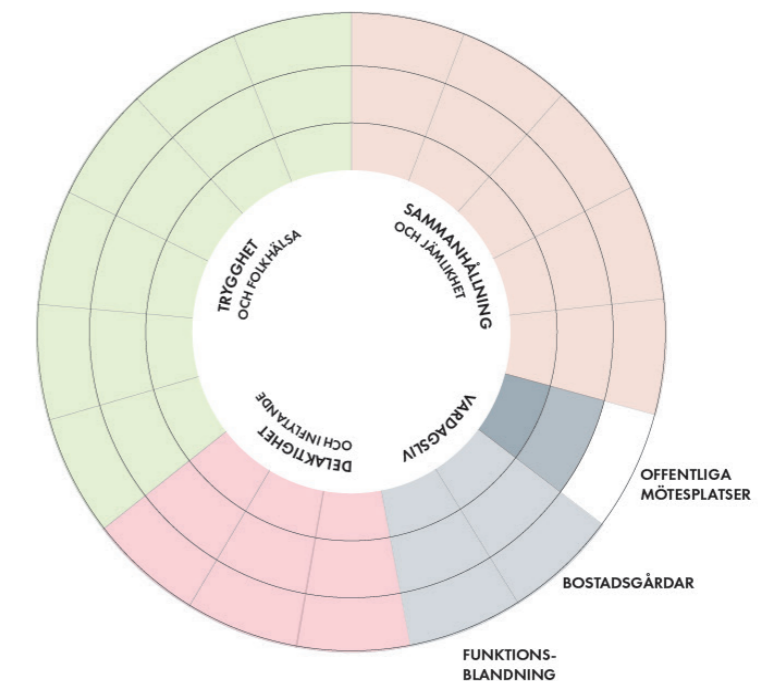 TRYGGHET
OCH FOLKHÄLSA
SAMMANHÅLLNING
OCH JÄMLIKHET
VARDAGSLIV
DELAKTIGHET
OCH INFLYTANDE
OFFENTLIGA
MÖTESPLATSER
BOSTADSGÅRDAR
FUNKTIONS-
BLANDNING